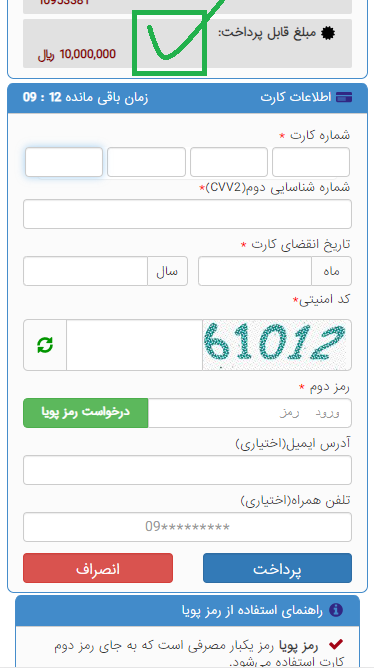 10953381
مبلغ قابل پرداخت:
10,000,000 ریال
اطلاعات کارت
زمان باقی مانده 12 : 09
شماره کارت *
شماره شناسایی دوم(CVV2)*
تاریخ انقضای کارت *
ماه
سال
کد امنیتی*
61012
رمز دوم *
ورود رمز
درخواست رمز پویا
آدرس ایمیل(اختیاری)
تلفن همراه(اختیاری)
09*********
پرداخت
انصراف
راهنمای استفاده از رمز پویا
رمز پویا رمز یکبار مصرفی است که به جای رمز دوم
کارت استفاده می‌شود.